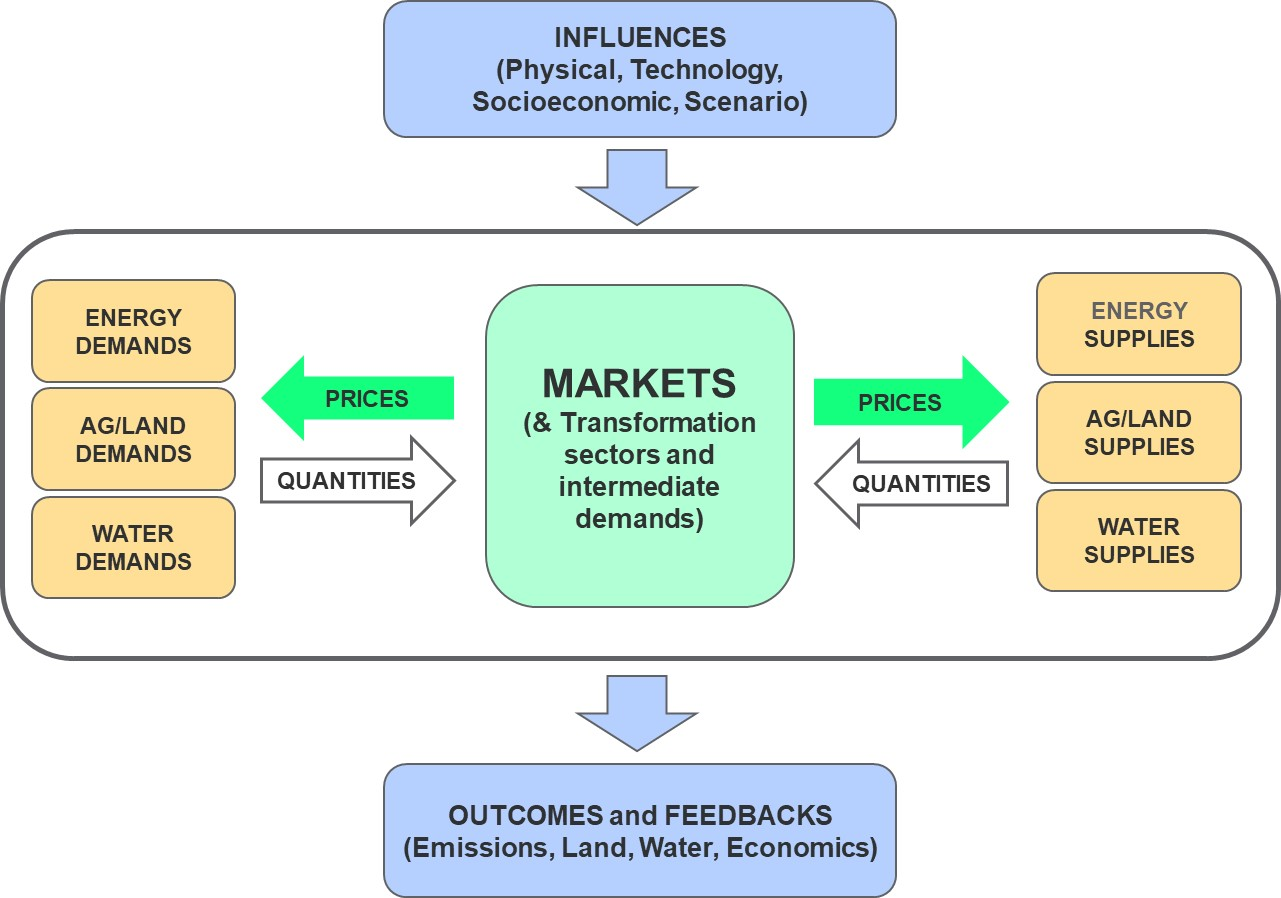 INFLUENCES
(Physical, Technology,
Socioeconomic, Scenario)
ENERGY
DEMANDS
AG/LAND
DEMANDS
WATER
DEMANDS
PRICES
QUANTITIES
MARKETS
(& Transformation
sectors and
intermediate
demands)
PRICES
QUANTITIES
ENERGY
SUPPLIES
AG/LAND
SUPPLIES
WATER
SUPPLIES
OUTCOMES and FEEDBACKS
(Emissions, Land, Water, Economics)